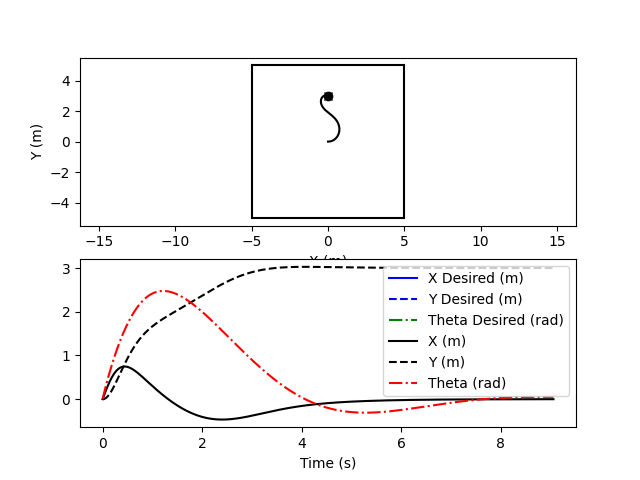 4
2
0
−2
−4
Y (m)
−15 −10 −5 0 5 10 15
3
2
1
0
X Desired (m)
Y Desired (m)
Theta Desired (rad)
X (m)
Y (m)
Theta (rad)
0 2 4 6 8
Time (s)